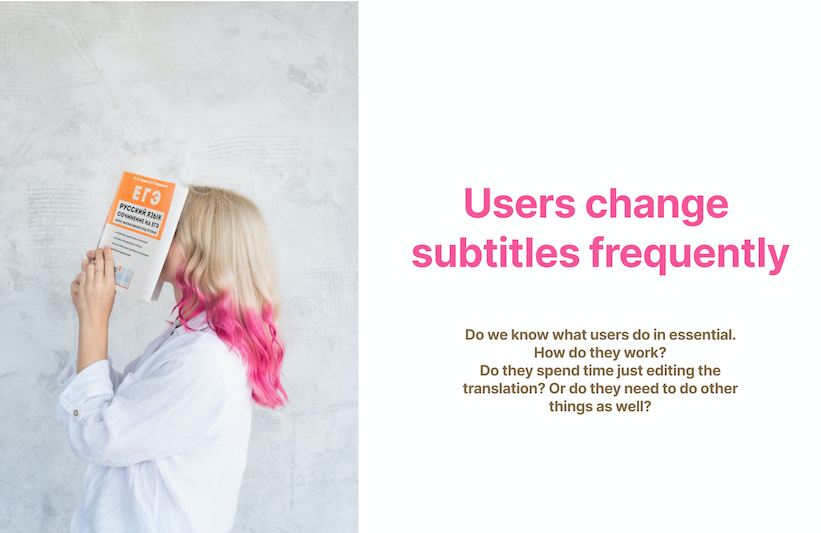 ЕГЭ
РУССКИЙ ЯЗЫК
СОЧИНЕНИЕ НА ЕГЭ
Users change
subtitles frequently
Do we know what users do in essential.
How do they work?
Do they spend time just editing the
translation? Or do they need to do other
things as well?